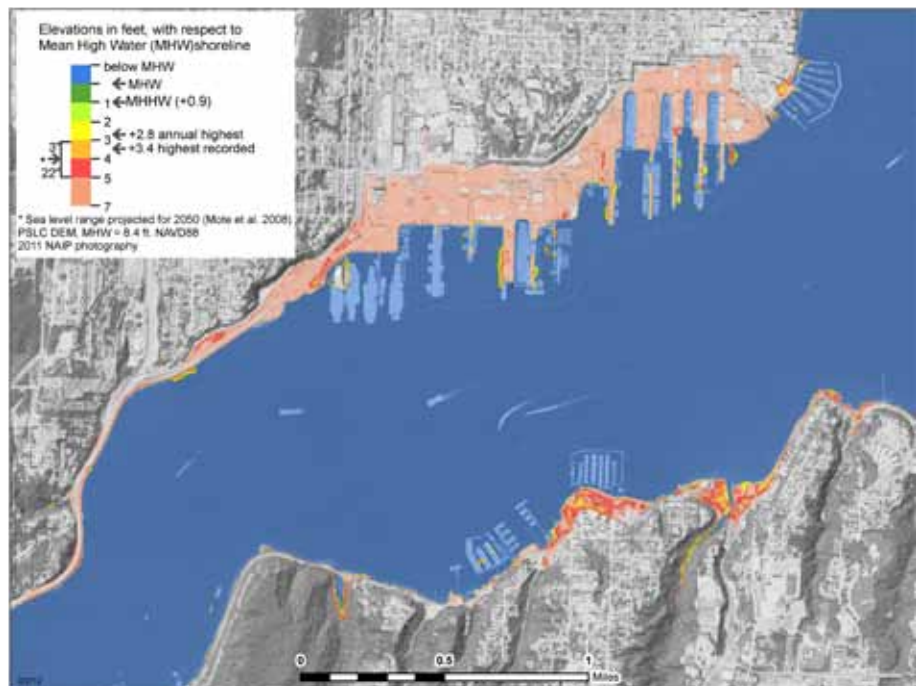 Elevations in feet, with respect to
Mean High Water (MHW)shoreline
below MHW
MHW
1 MHHW (+0.9)
2
+2.8 annual highest
3
3" +3.4 highest recorded
* 4
22"
5
7
* Sea level range projected for 2050 (Mote et al. 2008)
PSLC DEM, MHW = 8.4 ft. NAVD88
2011 NAIP photography
0 0.5 1
Miles